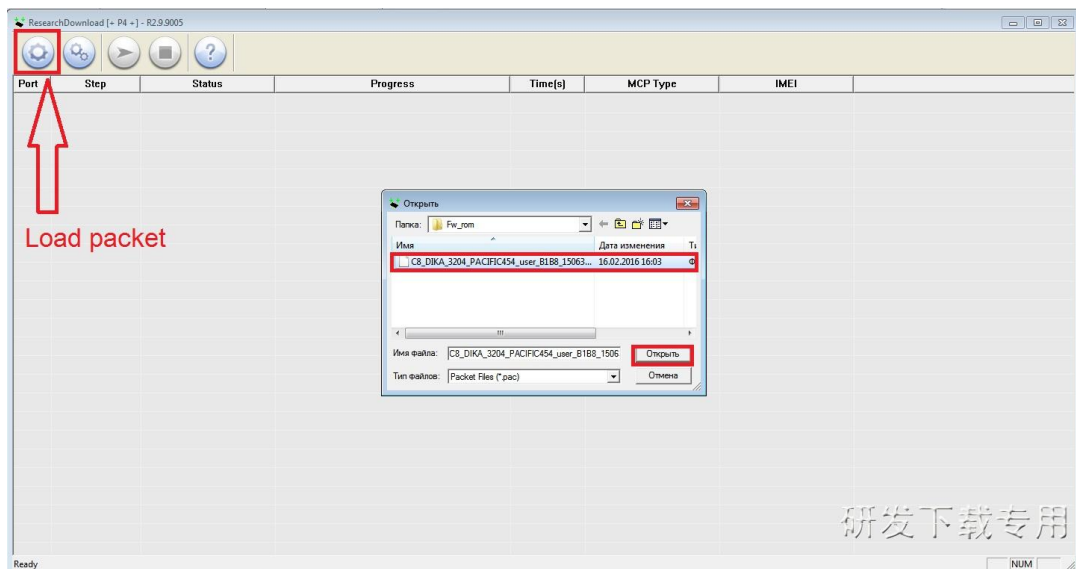 ResearchDownload [+ P4 +] - R2.9.9005
Port Step Status Progress Time(s) MCP Type IMEI
Load packet
Открыть
Папка: Fw_rom
Имя Дата изменения Ти
C8_DIKA_3204_PACIFIC454_user_B1B8_15063... 16.02.2016 16:03 Ф
Имя файла: C8_DIKA_3204_PACIFIC454_user_B1B8_1506 Открыть
Тип файлов: Packet Files (*.pac) Отмена
研发下载专用
Ready NUM